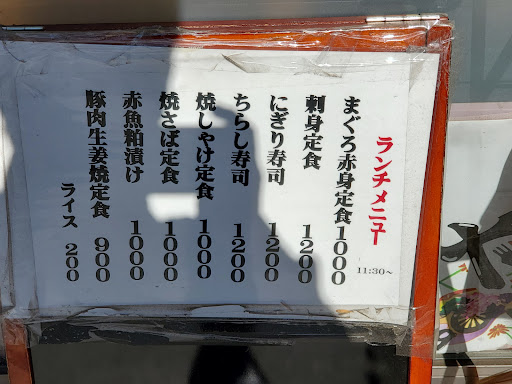 ランチメニュー
11:30~
まぐろ赤身定食1000
刺身定食 1200
にぎり寿司 1200
ちらし寿司 1200
焼しゃけ定食 1000
焼さば定食 1000
赤魚粕漬け 1000
豚肉生姜焼定食 900
ライス 200